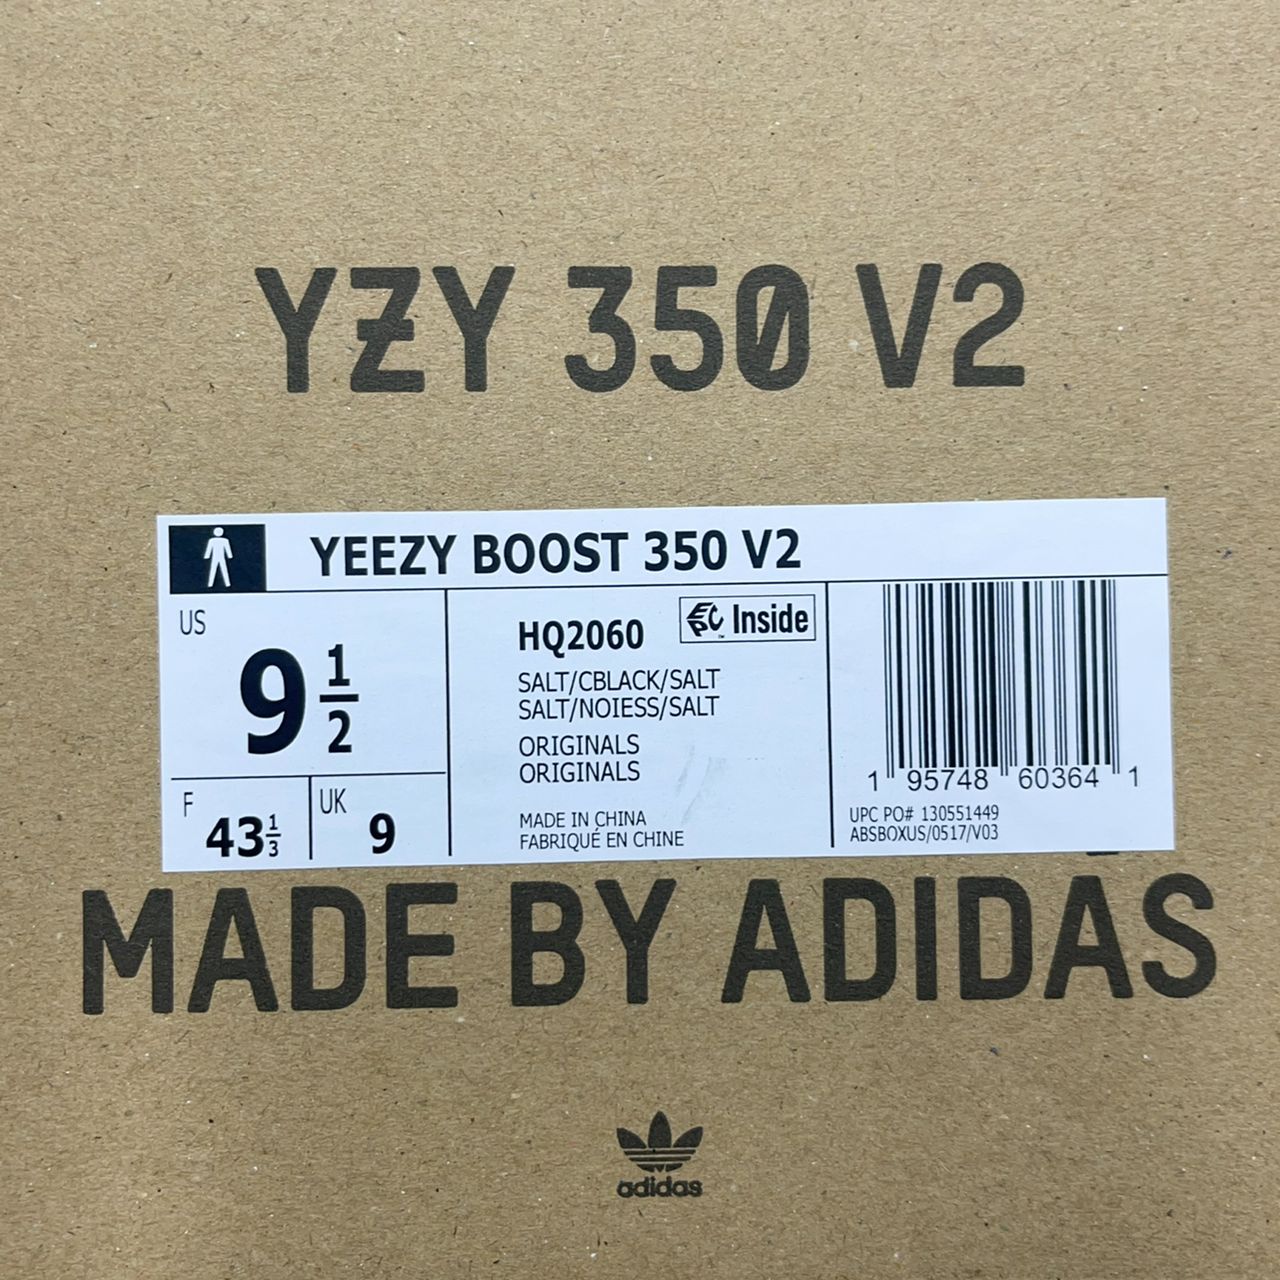 YZY 350 V2
YEEZY BOOST 350 V2
US
9 1/2
F
43 1/3
UK
9
HQ2060
EPC Inside
™
SALT/CBLACK/SALT
SALT/NOIESS/SALT
ORIGINALS
ORIGINALS
MADE IN CHINA
FABRIQUÉ EN CHINE
1 95748 60364 1
UPC PO# 130551449
ABSBOXUS/0517/V03
MADE BY ADIDAS
adidas